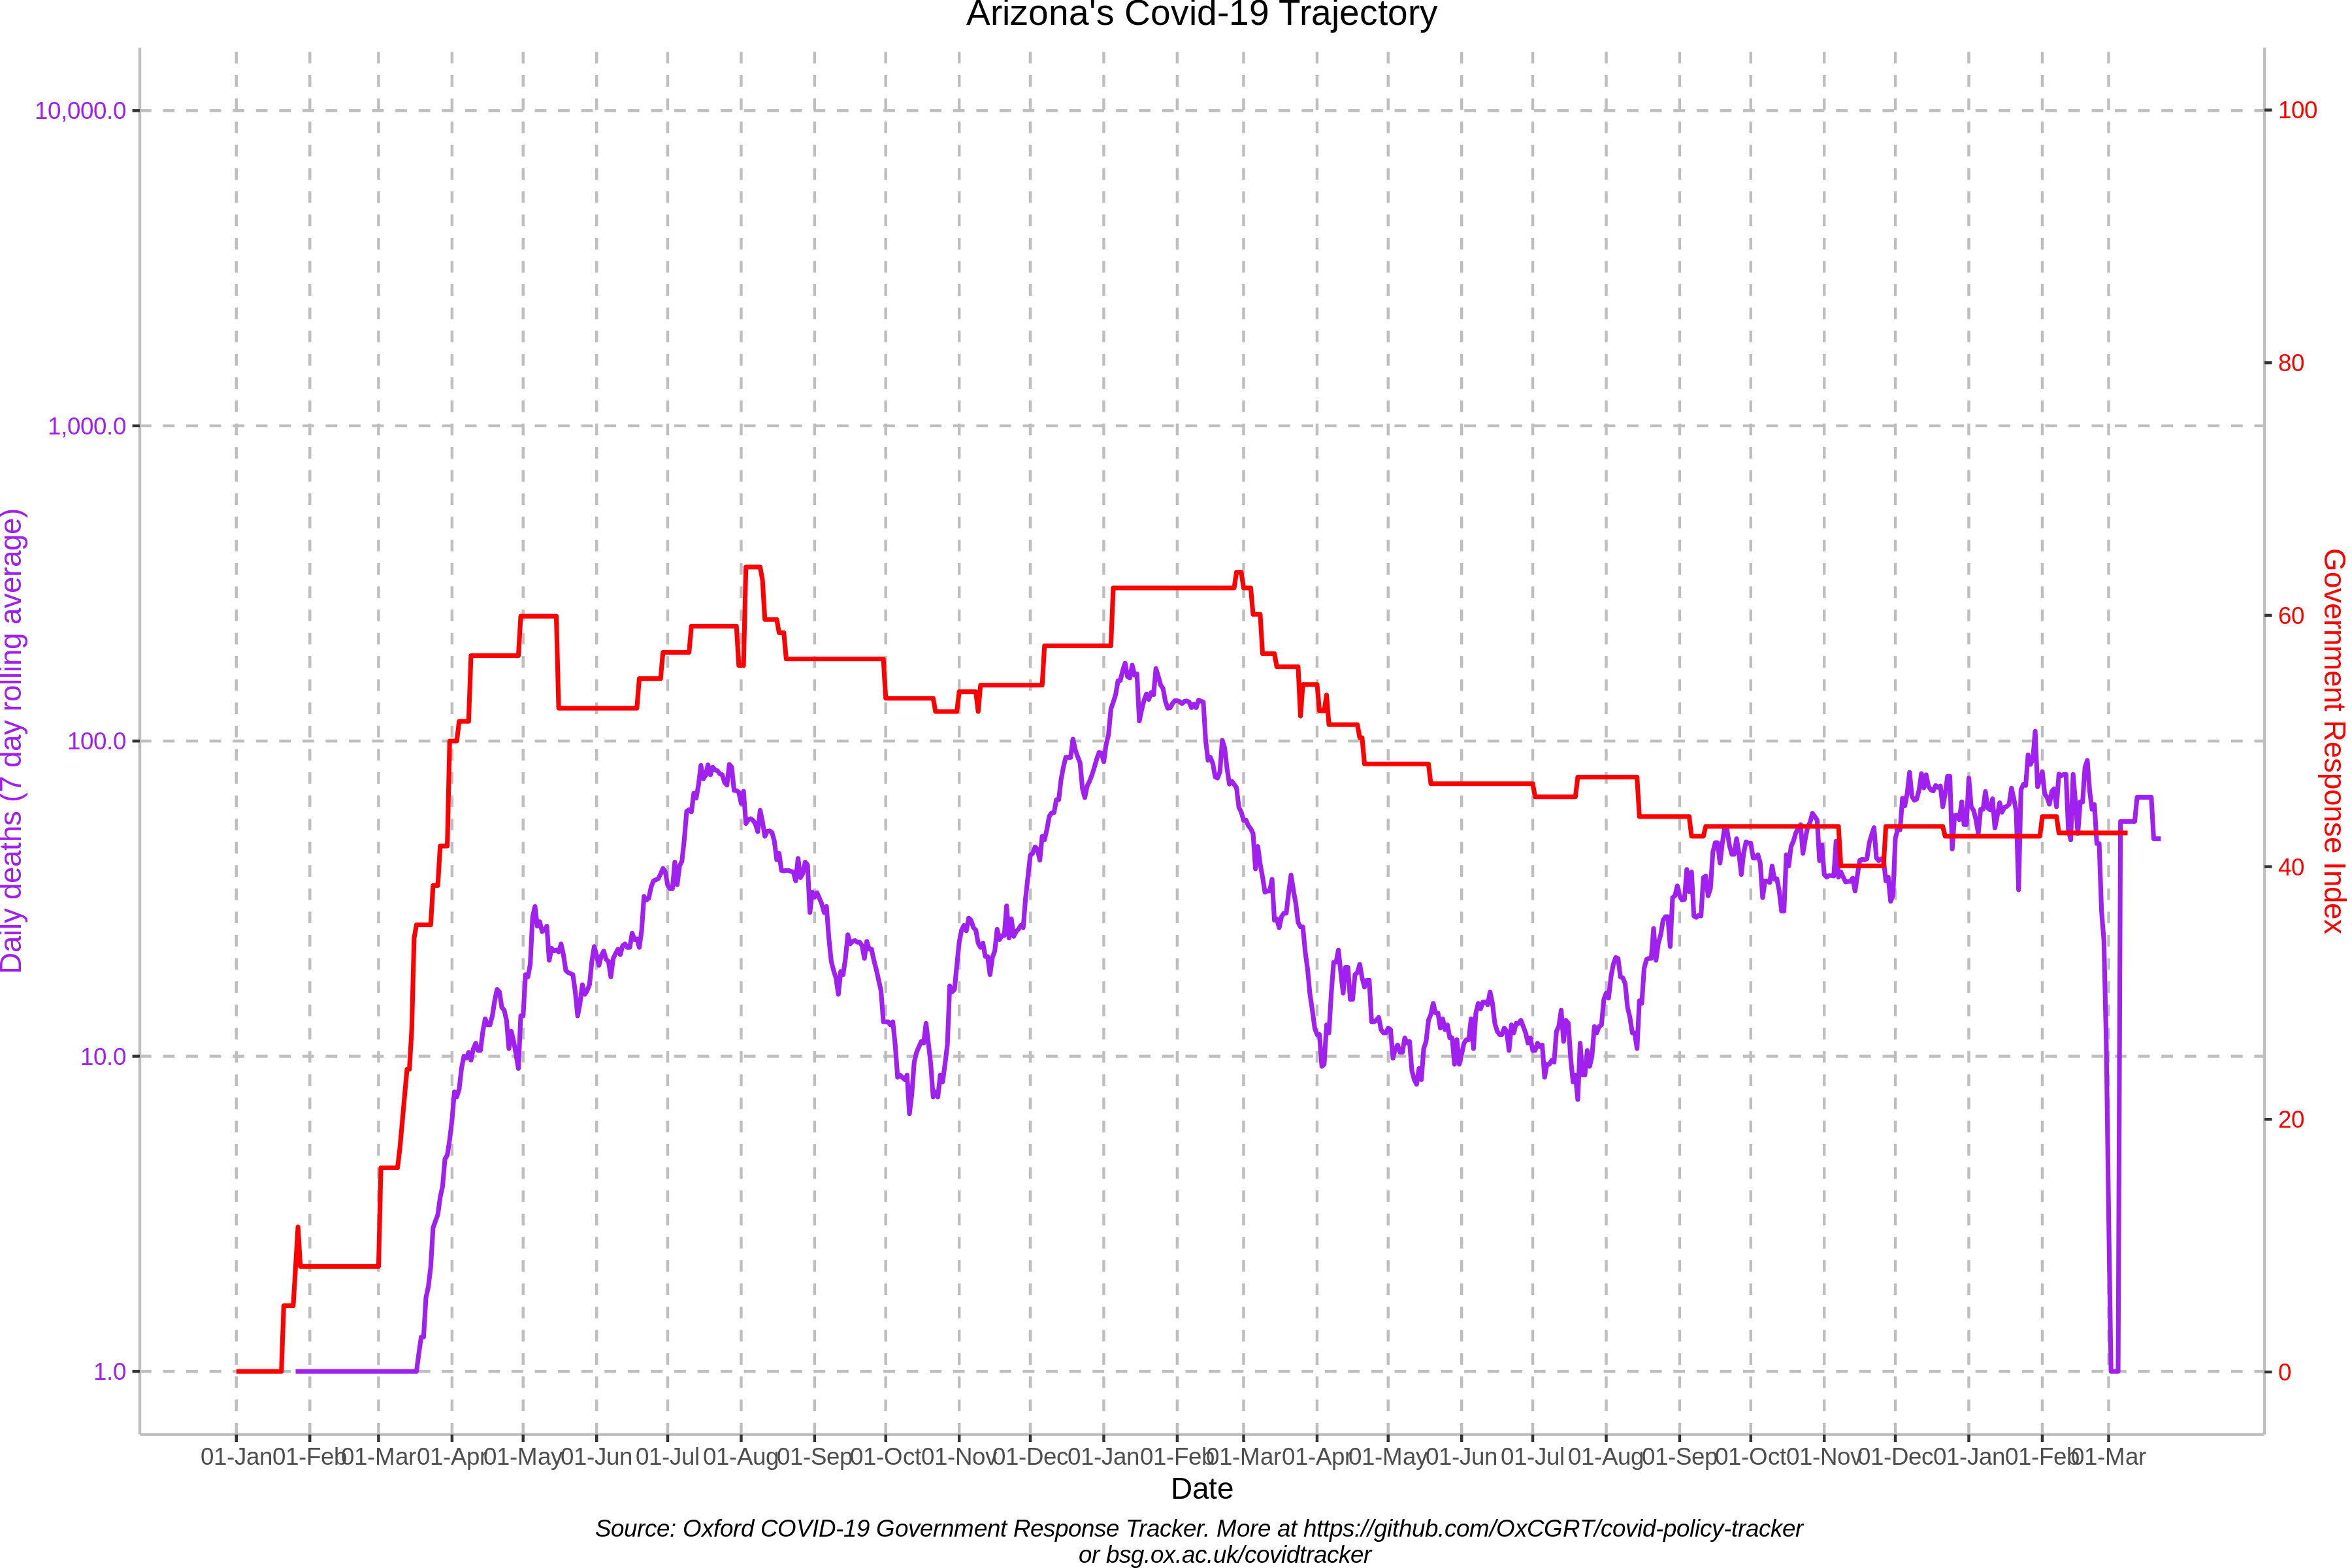 Arizona's Covid-19 Trajectory
10,000.0
1,000.0
100.0
10.0
1.0
Daily deaths (7 day rolling average)
100
80
60
40
20
0
Government Response Index
01-Jan 01-Feb 01-Mar 01-Apr 01-May 01-Jun 01-Jul 01-Aug 01-Sep 01-Oct 01-Nov 01-Dec 01-Jan 01-Feb 01-Mar 01-Apr 01-May 01-Jun 01-Jul 01-Aug 01-Sep 01-Oct 01-Nov 01-Dec 01-Jan 01-Feb 01-Mar
Date
Source: Oxford COVID-19 Government Response Tracker. More at https://github.com/OxCGRT/covid-policy-tracker
or bsg.ox.ac.uk/covidtracker